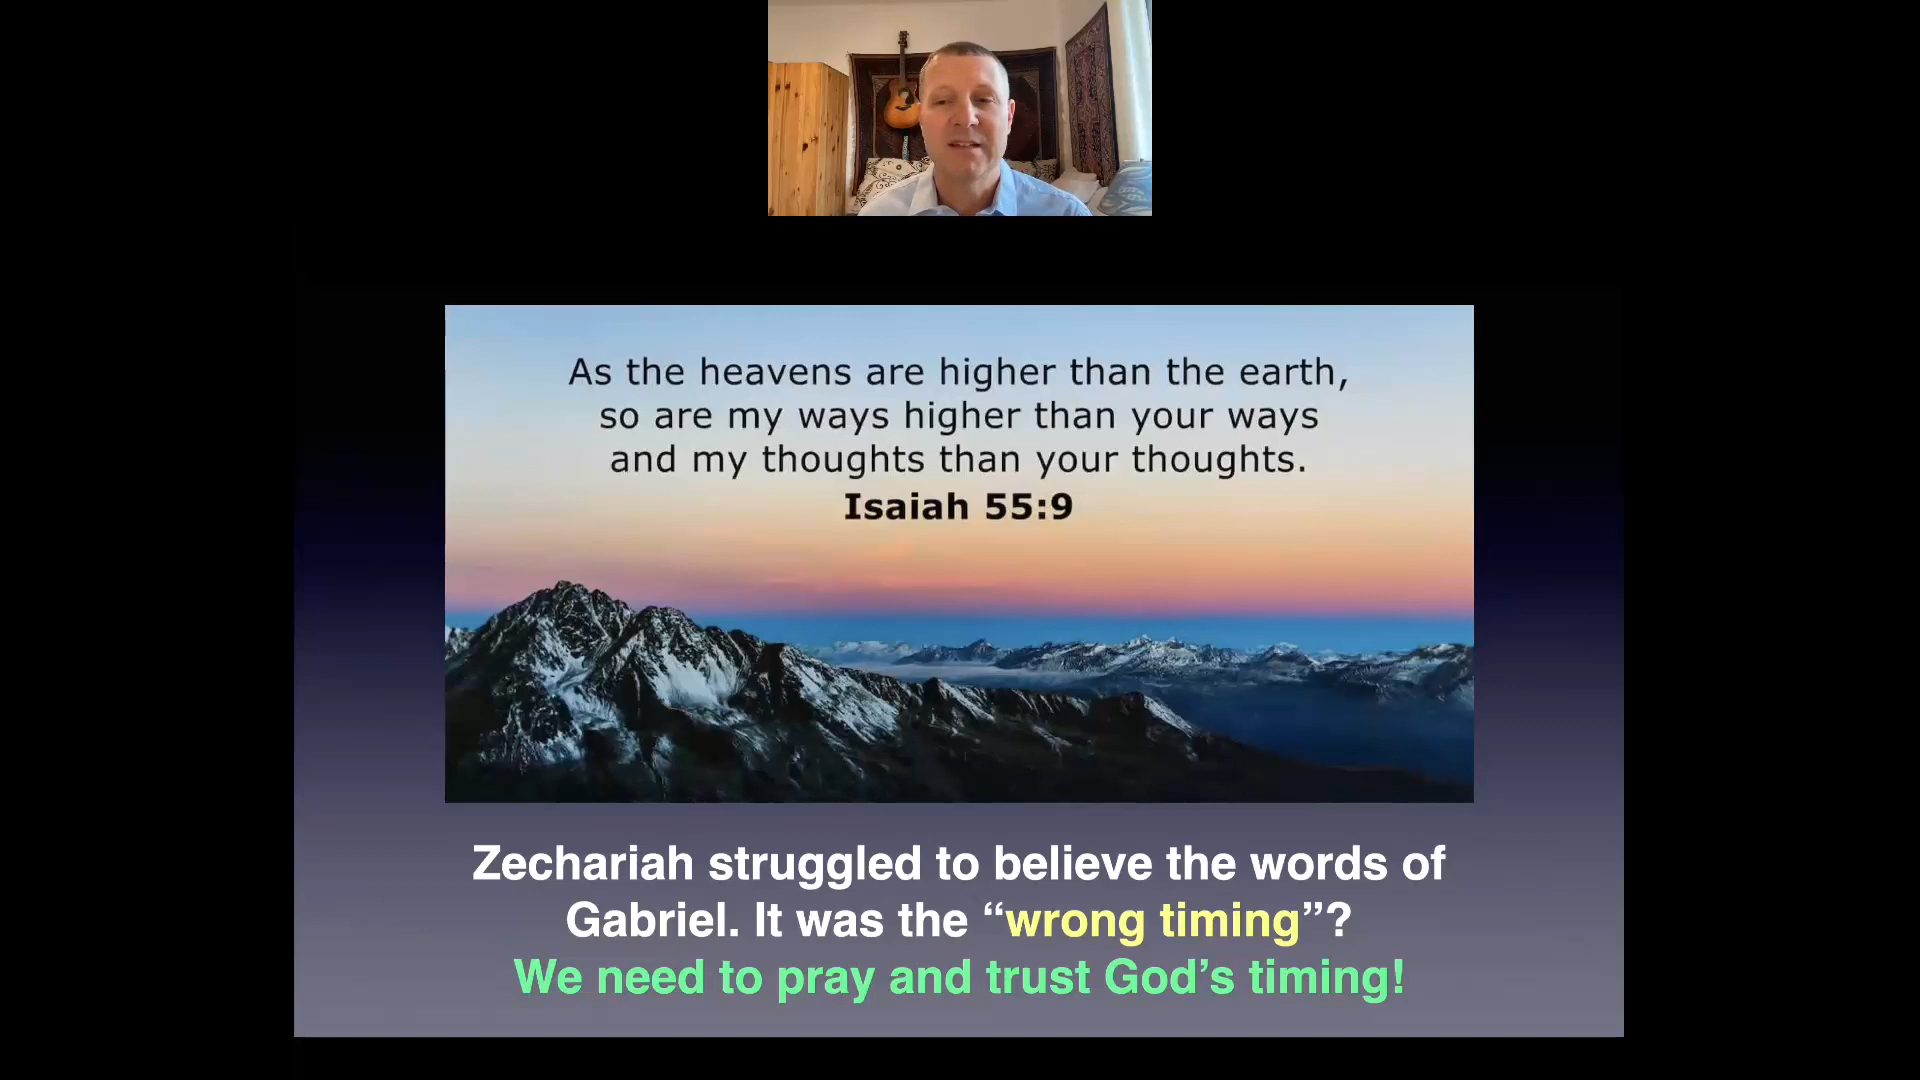 As the heavens are higher than the earth,
so are my ways higher than your ways
and my thoughts than your thoughts.
Isaiah 55:9
Zechariah struggled to believe the words of
Gabriel. It was the “wrong timing”?
We need to pray and trust God’s timing!